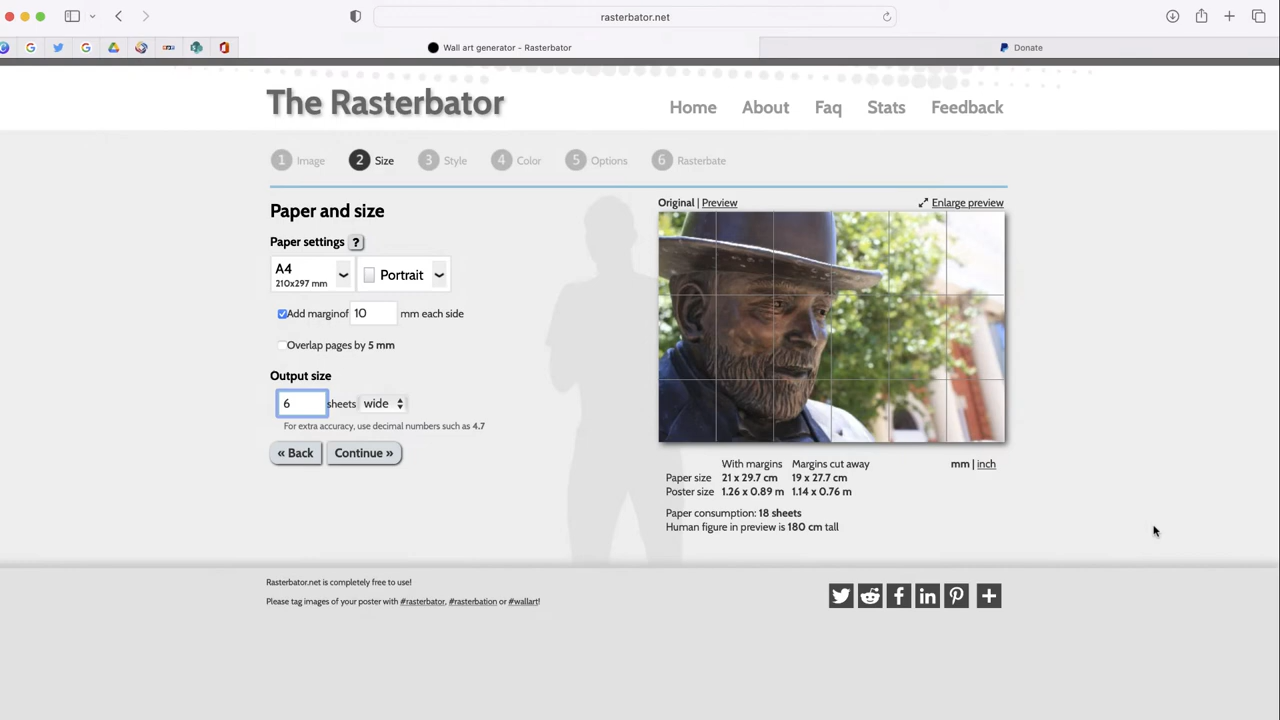 rasterbator.net
Wall art generator - Rasterbator
Donate
The Rasterbator
Home About Faq Stats Feedback
1 Image 2 Size 3 Style 4 Color 5 Options 6 Rasterbate
Paper and size
Original | Preview
Enlarge preview
Paper settings ?
A4
210x297 mm
Portrait
Add marginof 10 mm each side
Overlap pages by 5 mm
Output size
6 sheets wide
For extra accuracy, use decimal numbers such as 4.7
« Back Continue »
With margins Margins cut away mm | inch
Paper size 21 x 29.7 cm 19 x 27.7 cm
Poster size 1.26 x 0.89 m 1.14 x 0.76 m
Paper consumption: 18 sheets
Human figure in preview is 180 cm tall
Rasterbator.net is completely free to use!
Please tag images of your poster with #rasterbator, #rasterbation or #wallart!